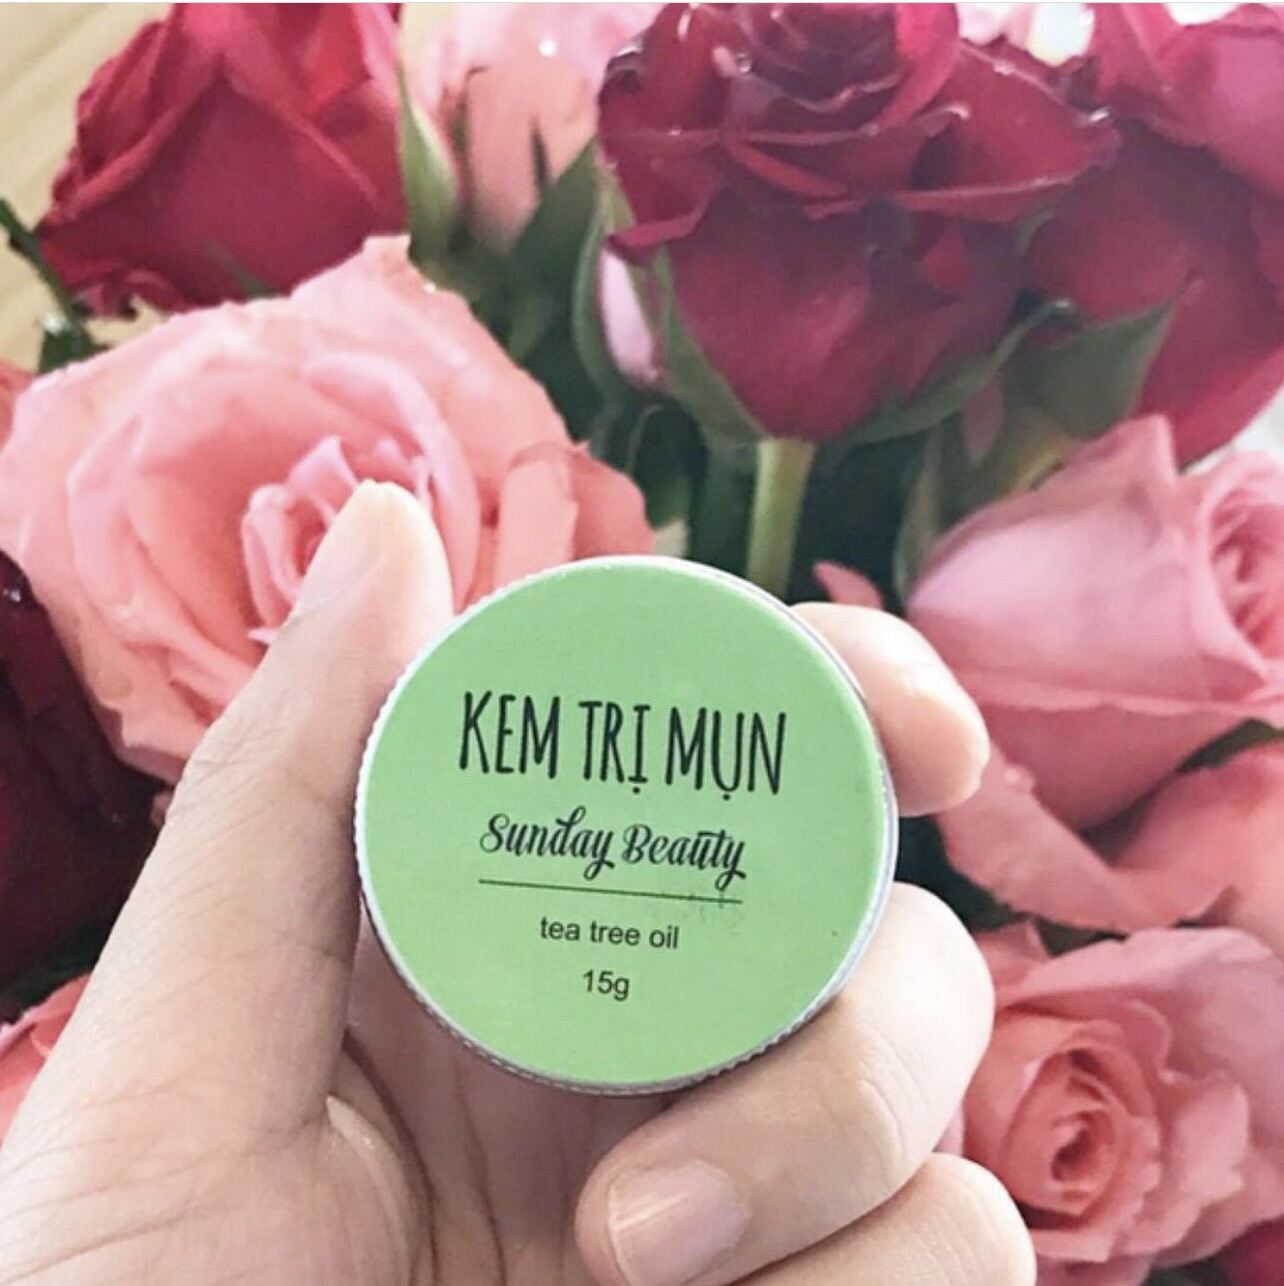 KEM TRỊ MỤN
Sunday Beauty
tea tree oil
15g